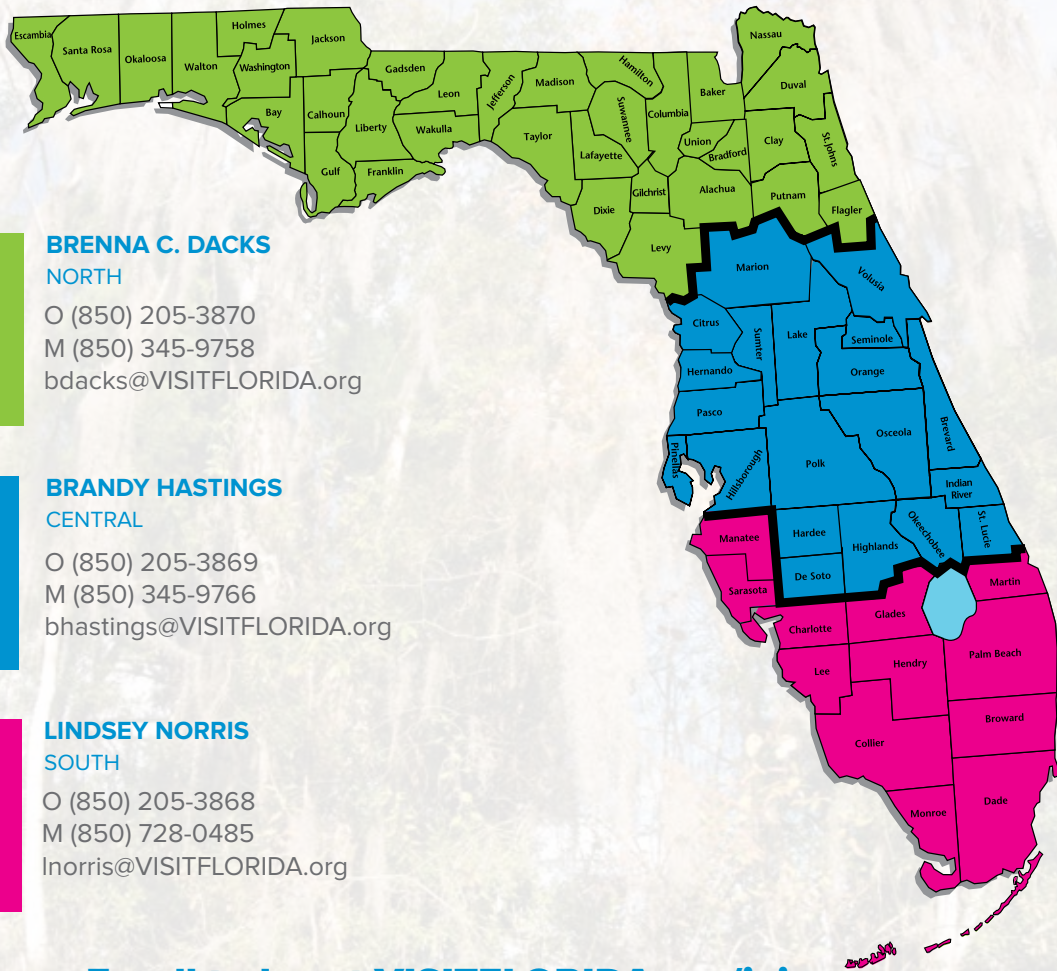 Escambia
Santa Rosa
Okaloosa
Walton
Holmes
Washington
Jackson
Bay
Calhoun
Gulf
Liberty
Franklin
Gadsden
Leon
Wakulla
Jefferson
Madison
Taylor
Hamilton
Suwannee
Lafayette
Dixie
Columbia
Gilchrist
Levy
Baker
Union
Bradford
Alachua
Nassau
Duval
Clay
St.Johns
Putnam
Flagler
BRENNA C. DACKS
NORTH
O (850) 205-3870
M (850) 345-9758
bdacks@VISITFLORIDA.org
Marion
Volusia
Citrus
Sumter
Lake
Seminole
Hernando
Orange
Pasco
Osceola
Brevard
Pinellas
Hillsborough
Polk
Indian
River
Hardee
Highlands
Okeechobee
St. Lucie
De Soto
BRANDY HASTINGS
CENTRAL
O (850) 205-3869
M (850) 345-9766
bhastings@VISITFLORIDA.org
Manatee
Sarasota
Martin
Charlotte
Glades
Lee
Hendry
Palm Beach
Broward
Collier
Monroe
Dade
LINDSEY NORRIS
SOUTH
O (850) 205-3868
M (850) 728-0485
lnorris@VISITFLORIDA.org